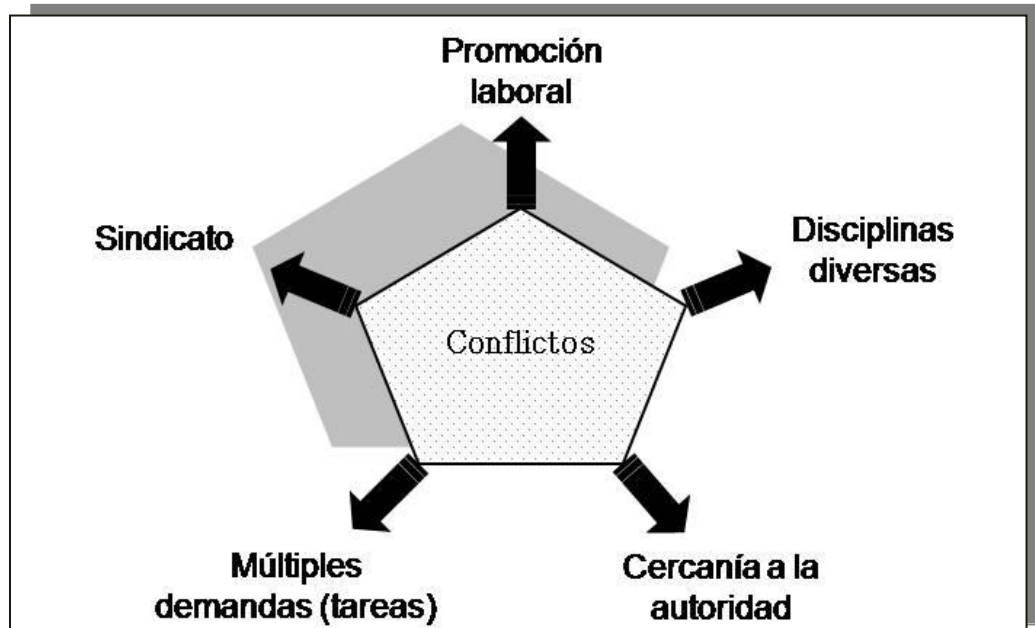 Promoción
laboral
Sindicato
Disciplinas
diversas
Conflictos
Múltiples
demandas (tareas)
Cercanía a la
autoridad